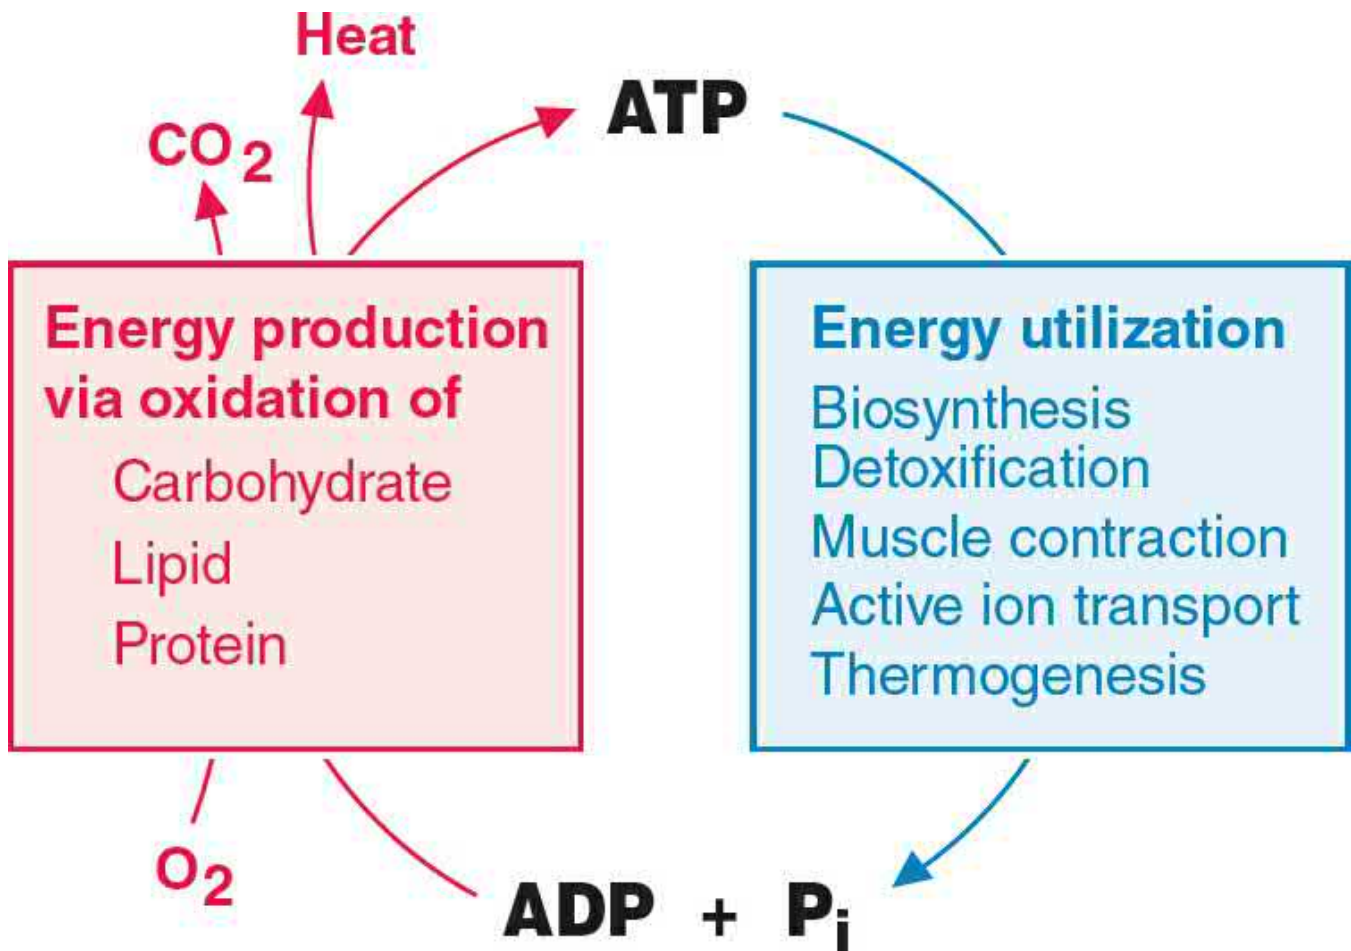 Heat
ATP
CO2
Energy production
via oxidation of
Carbohydrate
Lipid
Protein
Energy utilization
Biosynthesis
Detoxification
Muscle contraction
Active ion transport
Thermogenesis
O2
ADP + Pi